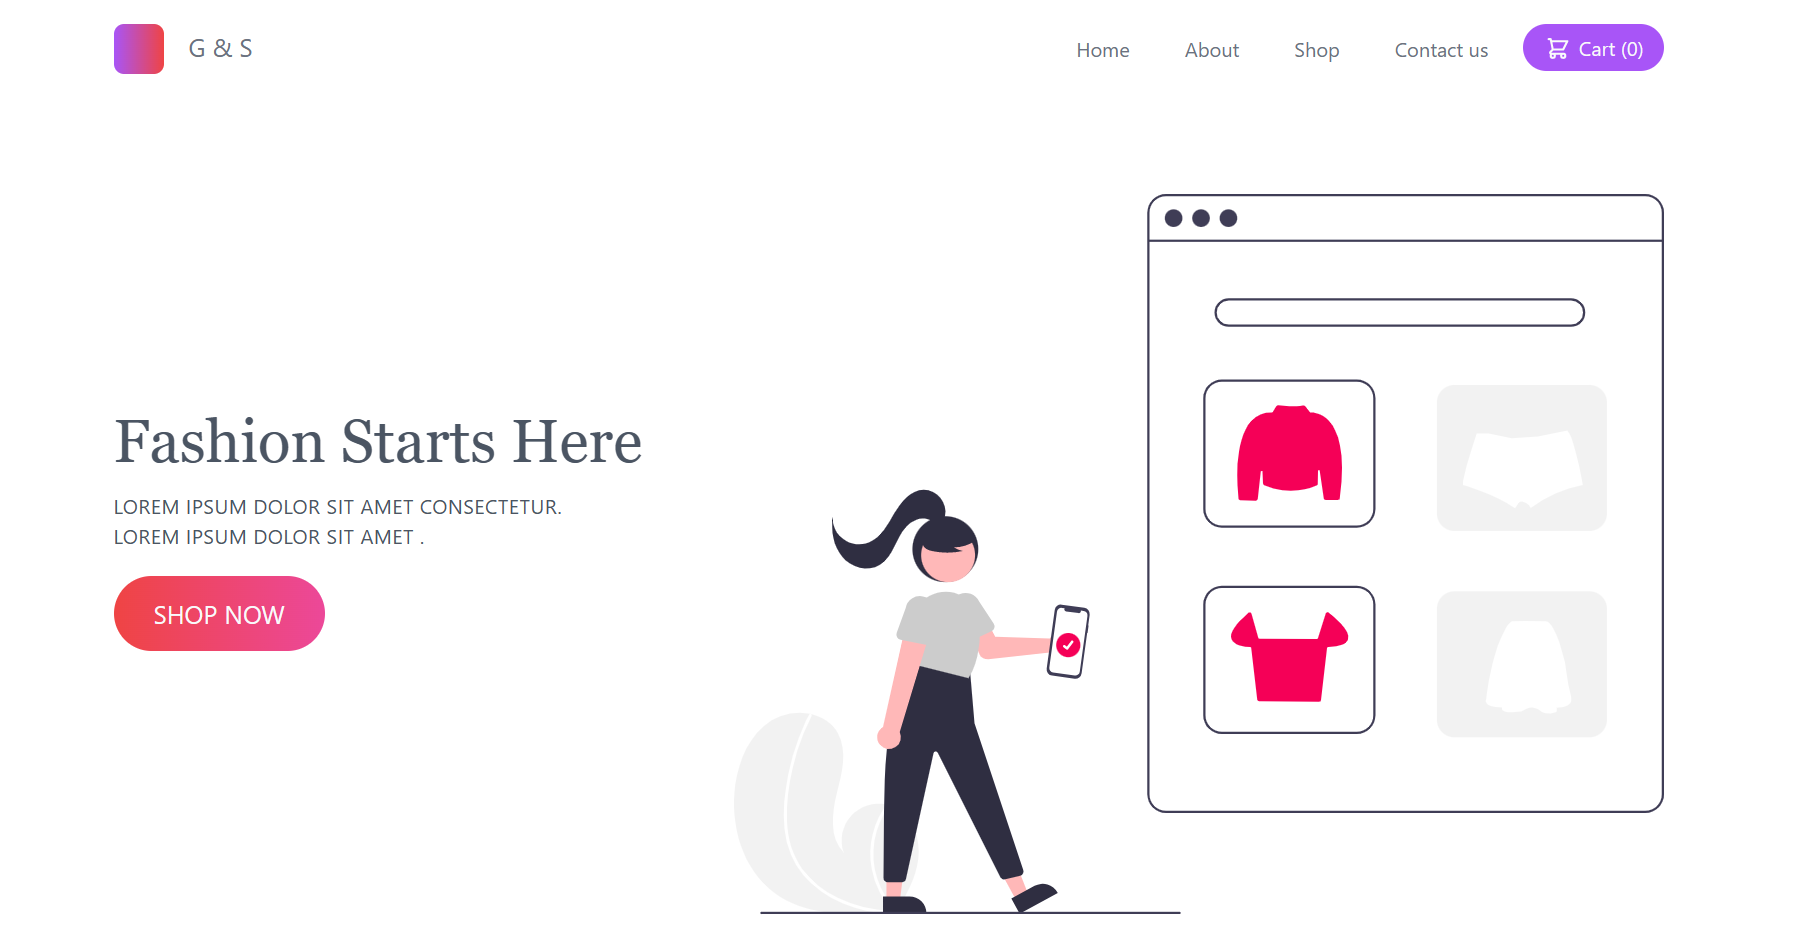 G & S
Home About Shop Contact us Cart (0)
Fashion Starts Here
LOREM IPSUM DOLOR SIT AMET CONSECTETUR.
LOREM IPSUM DOLOR SIT AMET .
SHOP NOW